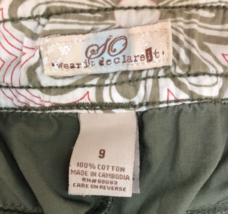 SO
wear it declare it.
9
100% COTTON
MADE IN CAMBODIA
CARE ON REVERSE